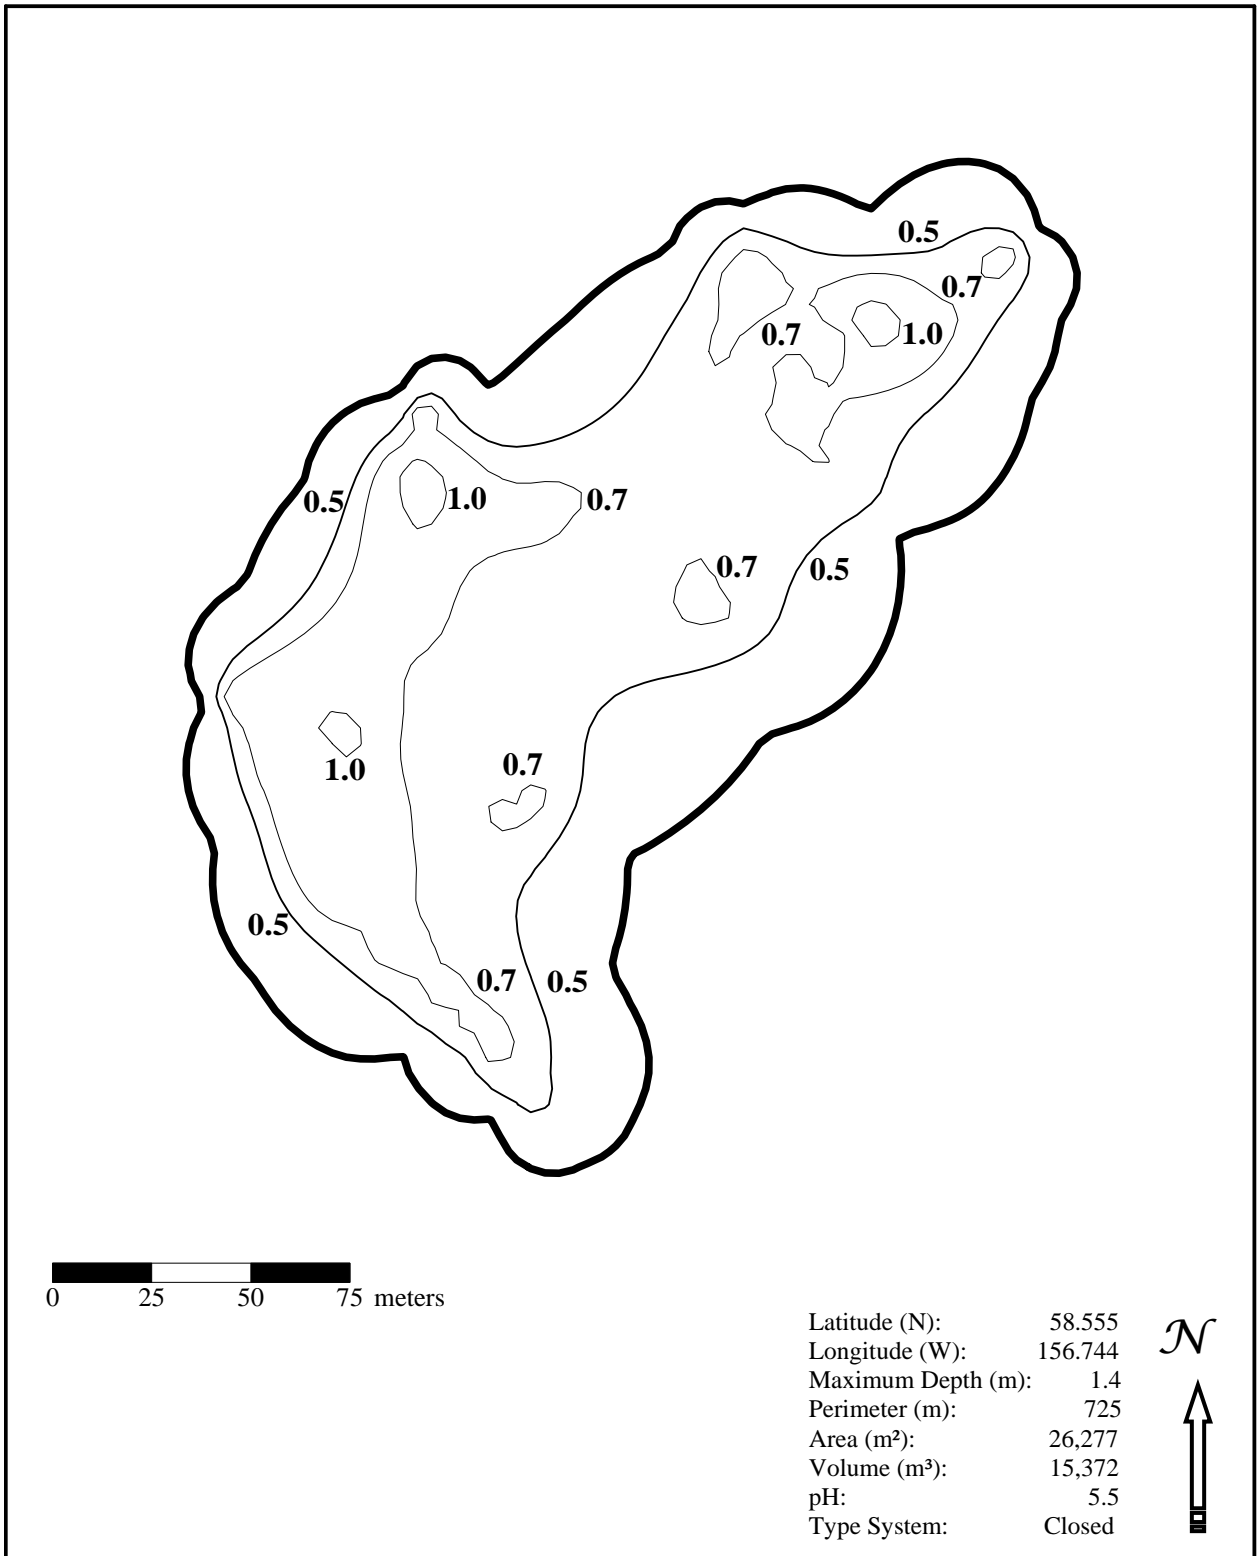 0.5
0.7
0.7
1.0
0.5
1.0
0.7
0.7
0.5
0.7
1.0
0.5
0.7
0.5
0 25 50 75 meters
Latitude (N): 58.555
Longitude (W): 156.744
Maximum Depth (m): 1.4
Perimeter (m): 725
Area (m²): 26,277
Volume (m³): 15,372
pH: 5.5
Type System: Closed
N